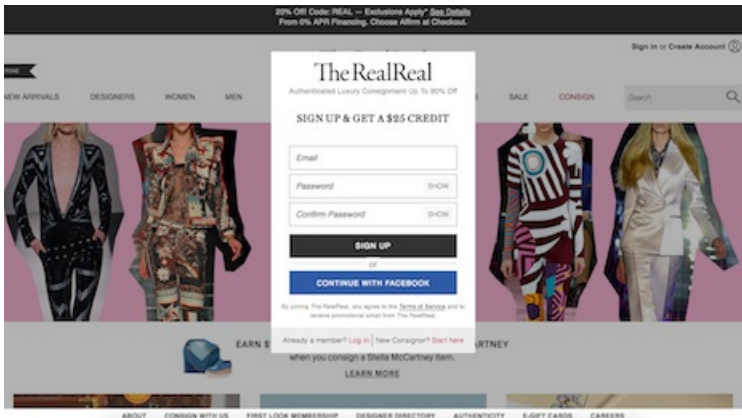 20% Off! Code: REAL — Exclusions Apply* See Details
From 0% APR Financing. Choose Affirm at Checkout.
Sign In or Create Account
The RealReal
Authenticated Luxury Consignment Up To 90% Off
NEW ARRIVALS DESIGNERS WOMEN MEN SALE CONSIGN Search
SIGN UP & GET A $25 CREDIT
Email
Password SHOW
Confirm Password SHOW
SIGN UP
or
CONTINUE WITH FACEBOOK
By joining The RealReal, you agree to the Terms of Service and to
receive promotional email from The RealReal.
Already a member? Log in New Consignor? Start here
EARN
when you consign a Stella McCartney item.
LEARN MORE
ABOUT CONSIGN WITH US FIRST LOOK MEMBERSHIP DESIGNER DIRECTORY AUTHENTICITY E-GIFT CARDS CAREERS